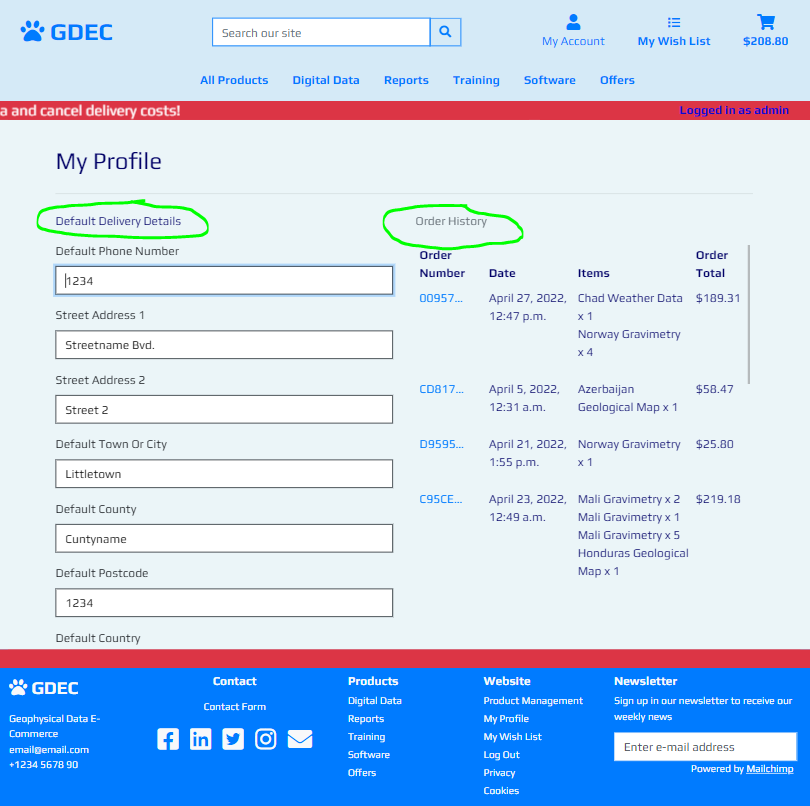 GDEC
Search our site
My Account
My Wish List
$208.80
All Products
Digital Data
Reports
Training
Software
Offers
a and cancel delivery costs!
Logged in as admin
My Profile
Default Delivery Details
Default Phone Number
1234
Street Address 1
Streetname Bvd.
Street Address 2
Street 2
Default Town Or City
Littletown
Default County
Cuntyname
Default Postcode
1234
Default Country
Order History
Order Number
Date
Items
Order Total
00957...
April 27, 2022, 12:47 p.m.
Chad Weather Data x 1
Norway Gravimetry x 4
$189.31
CD817...
April 5, 2022, 12:31 a.m.
Azerbaijan Geological Map x 1
$58.47
D9595...
April 21, 2022, 1:55 p.m.
Norway Gravimetry x 1
$25.80
C95CE...
April 23, 2022, 12:49 a.m.
Mali Gravimetry x 2
Mali Gravimetry x 1
Mali Gravimetry x 5
Honduras Geological Map x 1
$219.18
GDEC
Geophysical Data E-
Commerce
email@email.com
+1234 5678 90
Contact
Contact Form
Products
Digital Data
Reports
Training
Software
Offers
Website
Product Management
My Profile
My Wish List
Log Out
Privacy
Cookies
Newsletter
Sign up in our newsletter to receive our
weekly news
Enter e-mail address
Powered by Mailchimp